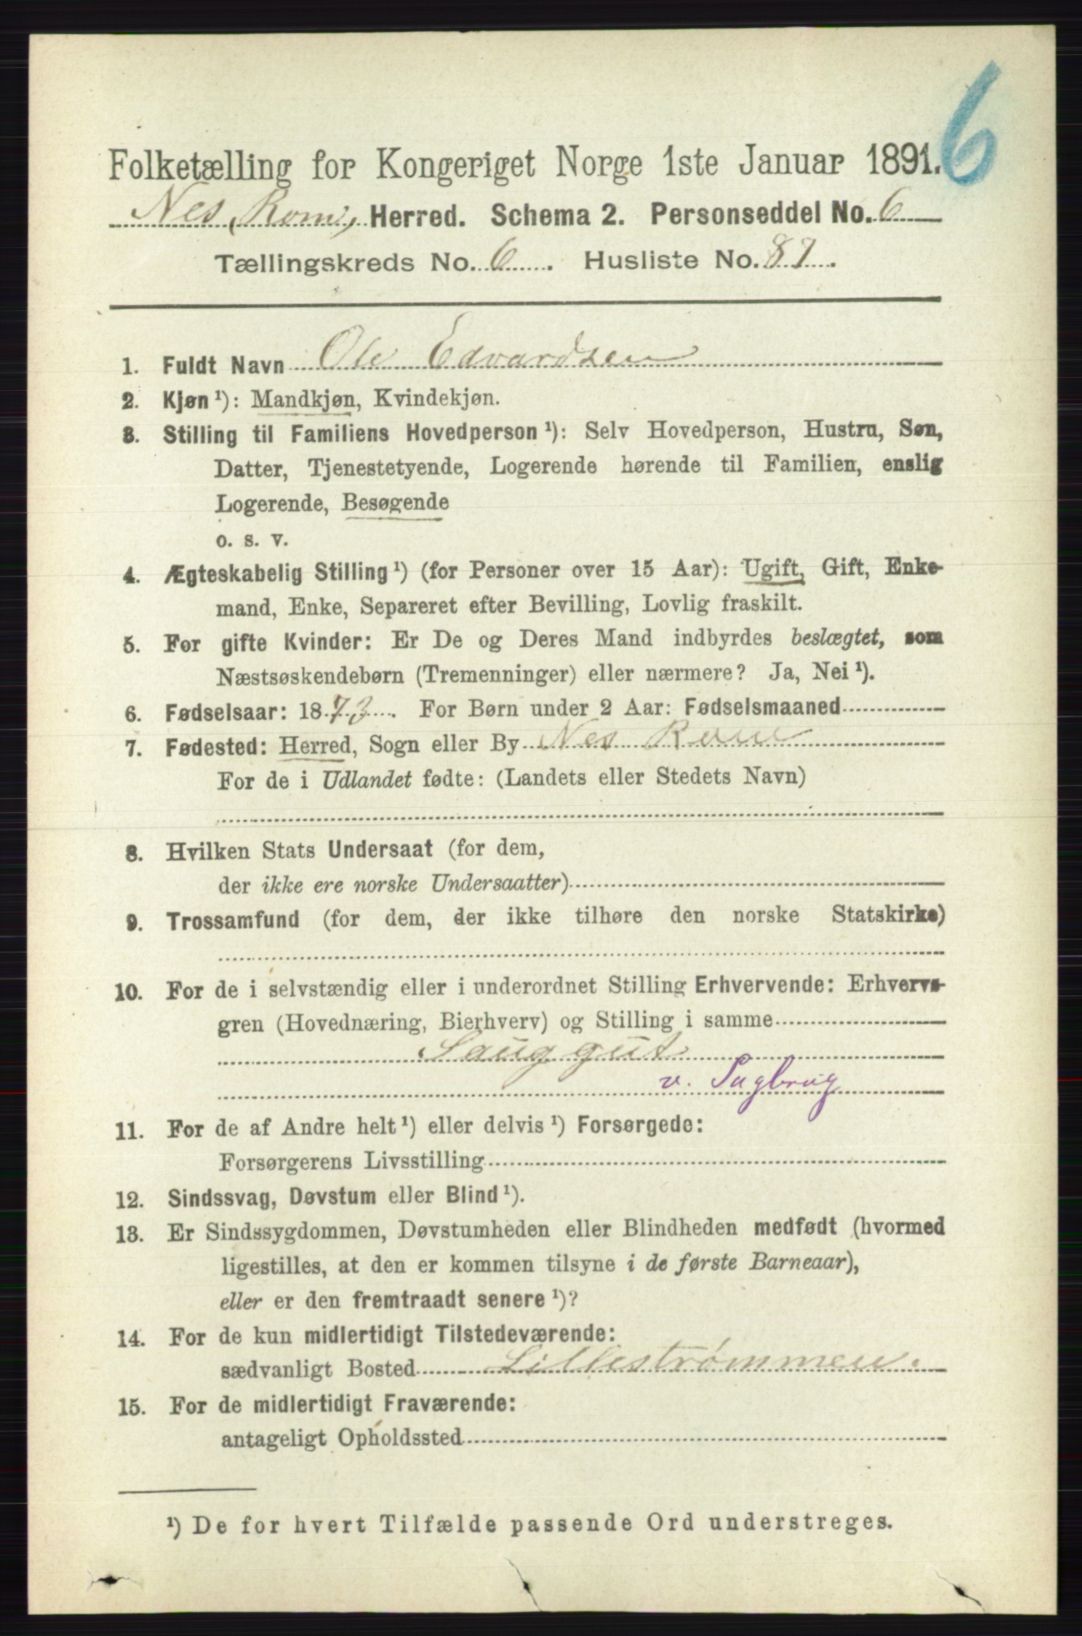 6
Folketælling for Kongeriget Norge 1ste Januar 1891.
Nes, Rome, Herred. Schema 2. Personseddel No. 6
Tællingskreds No. 6. Husliste No. 87.
1. Fuldt Navn Ole Edvardsen
2. Kjøn ¹): Mandkjøn, Kvindekjøn.
3. Stilling til Familiens Hovedperson ¹): Selv Hovedperson, Hustru, Søn,
Datter, Tjenestetyende, Logerende hørende til Familien, enslig
Logerende, Besøgende
o. s. v.
4. Ægteskabelig Stilling ¹) (for Personer over 15 Aar): Ugift, Gift, Enke-
mand, Enke, Separeret efter Bevilling, Lovlig fraskilt.
5. For gifte Kvinder: Er De og Deres Mand indbyrdes beslægtet, som
Næstsøskendebørn (Tremenninger) eller nærmere? Ja, Nei ¹).
6. Fødselsaar: 1873. For Børn under 2 Aar: Fødselsmaaned
7. Fødested: Herred, Sogn eller By Nes Rome
For de i Udlandet fødte: (Landets eller Stedets Navn)
8. Hvilken Stats Undersaat (for dem,
der ikke ere norske Undersaatter)
9. Trossamfund (for dem, der ikke tilhøre den norske Statskirke)
10. For de i selvstændig eller i underordnet Stilling Erhvervende: Erhvervs-
gren (Hovednæring, Bierhverv) og Stilling i samme
Sauggut
v. Sagbrug
11. For de af Andre helt ¹) eller delvis ¹) Forsørgede:
Forsørgerens Livsstilling
12. Sindssvag, Døvstum eller Blind ¹).
13. Er Sindssygdommen, Døvstumheden eller Blindheden medfødt (hvormed
ligestilles, at den er kommen tilsyne i de første Barneaar),
eller er den fremtraadt senere ¹)?
14. For de kun midlertidigt Tilstedeværende:
sædvanligt Bosted Lillestrømmen.
15. For de midlertidigt Fraværende:
antageligt Opholdssted
¹) De for hvert Tilfælde passende Ord understreges.